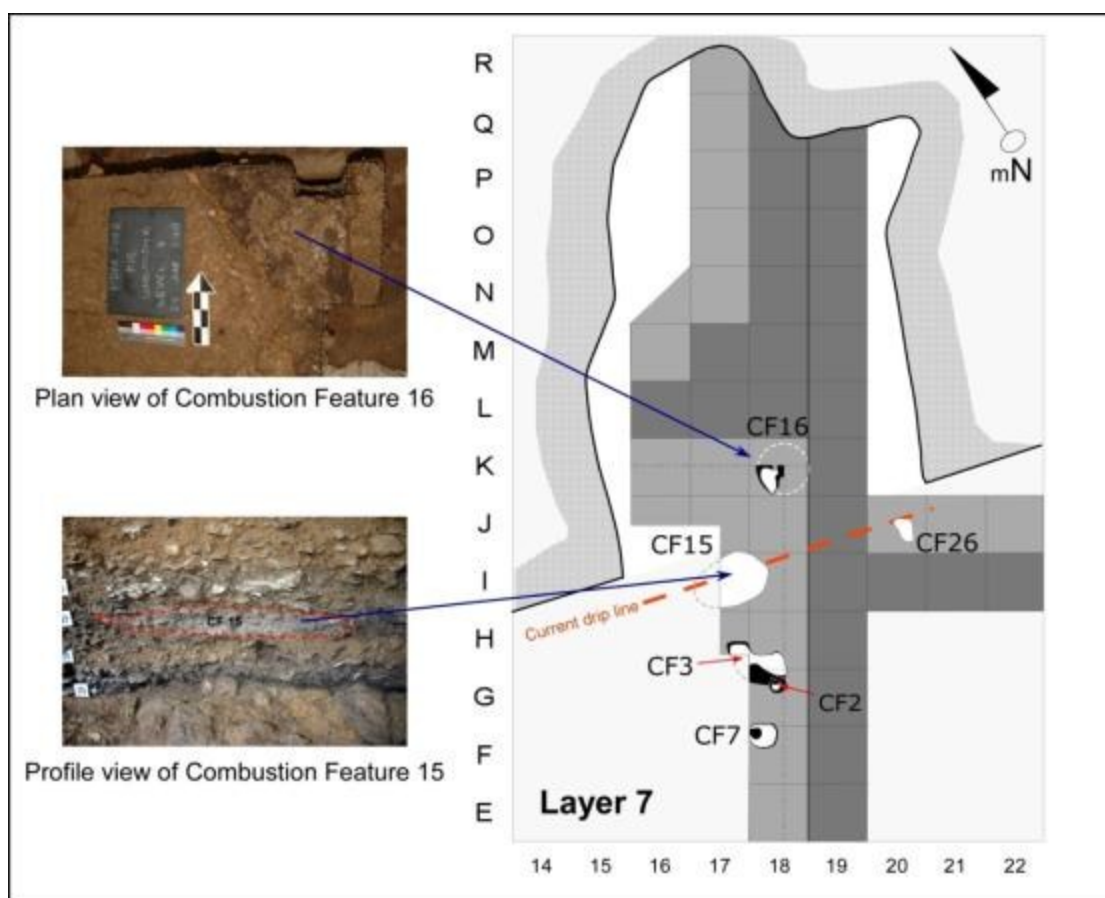 R
Q
P
O
N
M
L
K
J
I
H
G
F
E
mN
Plan view of Combustion Feature 16
CF16
CF15
CF26
CF 15
Current drip line
CF3
CF2
CF7
Profile view of Combustion Feature 15
Layer 7
14 15 16 17 18 19 20 21 22